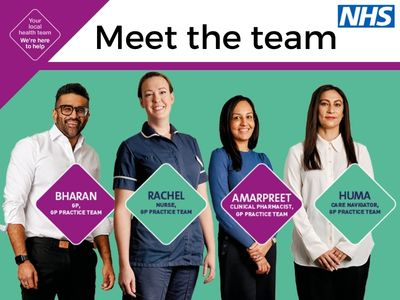 Your
local
health team
We're here
to help
Meet the team
NHS
BHARAN
GP,
GP PRACTICE TEAM
RACHEL
NURSE,
GP PRACTICE TEAM
AMARPREET
CLINICAL PHARMACIST,
GP PRACTICE TEAM
HUMA
CARE NAVIGATOR,
GP PRACTICE TEAM